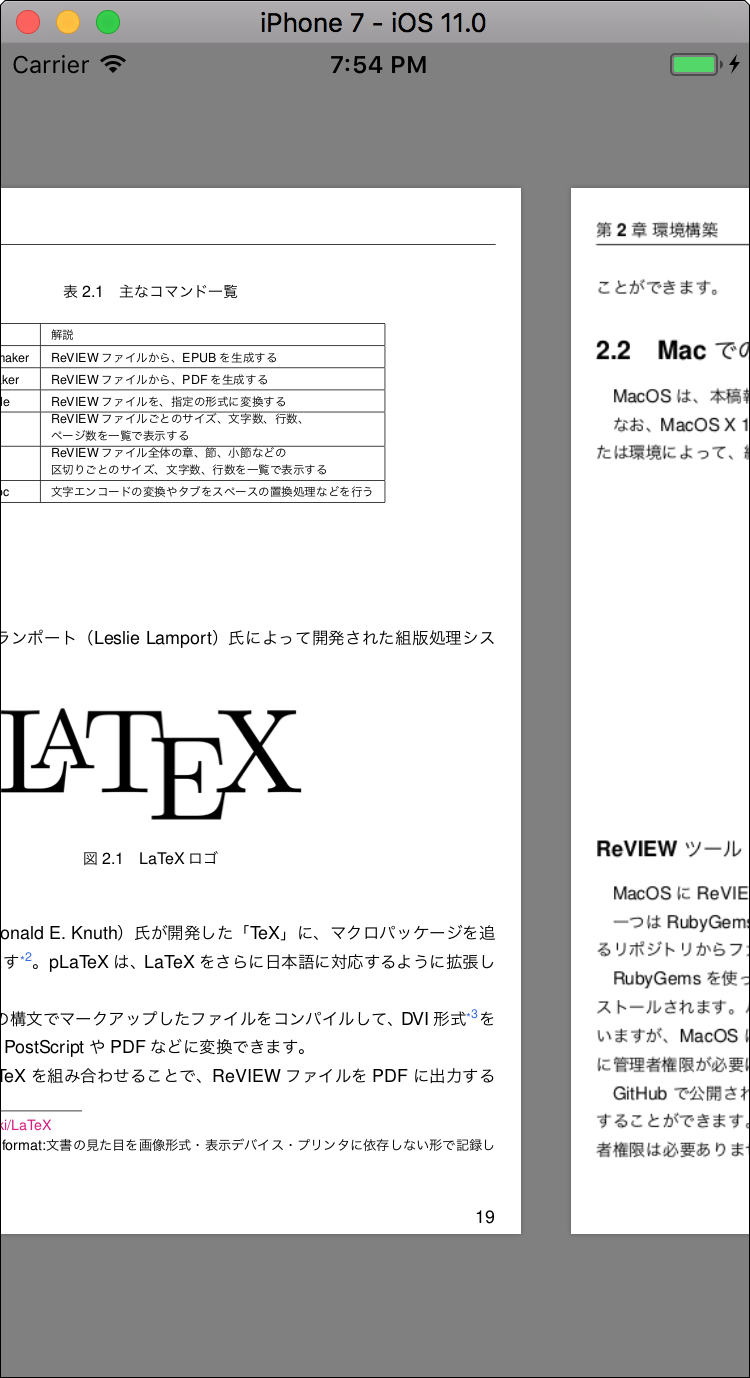 iPhone 7 - iOS 11.0
Carrier
7:54 PM
表 2.1 主なコマンド一覧
解説
maker ReVIEW ファイルから、EPUB を生成する
ker ReVIEW ファイルから、PDF を生成する
le ReVIEW ファイルを、指定の形式に変換する
ReVIEW ファイルごとのサイズ、文字数、行数、
ページ数を一覧で表示する
ReVIEW ファイル全体の章、節、小節などの
区切りごとのサイズ、文字数、行数を一覧で表示する
oc 文字エンコードの変換やタブをスペースの置換処理などを行う
ランポート（Leslie Lamport）氏によって開発された組版処理シス
LATEX
図 2.1 LaTeX ロゴ
onald E. Knuth）氏が開発した「TeX」に、マクロパッケージを追
す*2。pLaTeX は、LaTeX をさらに日本語に対応するように拡張し
の構文でマークアップしたファイルをコンパイルして、DVI 形式*3を
PostScript や PDF などに変換できます。
TeX を組み合わせることで、ReVIEW ファイルを PDF に出力する
ki/LaTeX
format:文書の見た目を画像形式・表示デバイス・プリンタに依存しない形で記録し
19
第 2 章 環境構築
ことができます。
2.2 Mac での
MacOS は、本稿執
なお、MacOS X 1
たは環境によって、
ReVIEW ツール
MacOS に ReVIE
一つは RubyGems
るリポジトリからフ
RubyGems を使っ
ストールされます。
いますが、MacOS に
に管理者権限が必要
GitHub で公開され
することができます。
者権限は必要ありませ